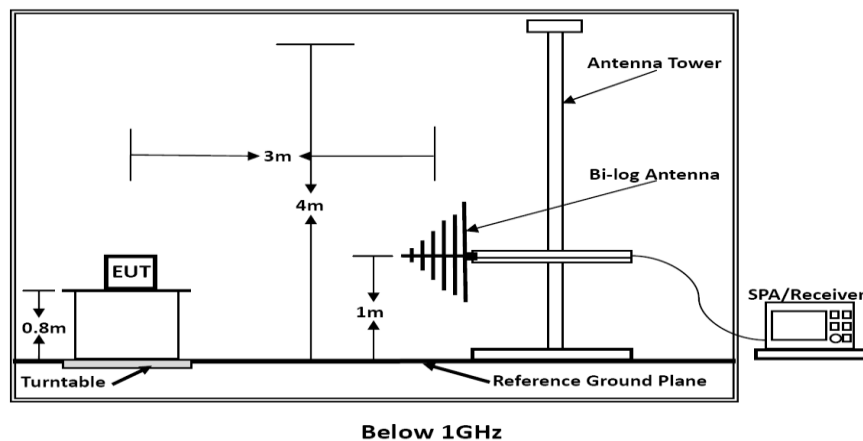 Antenna Tower
3m
Bi-log Antenna
4m
EUT
SPA/Receiver
0.8m
1m
Turntable
Reference Ground Plane
Below 1GHz